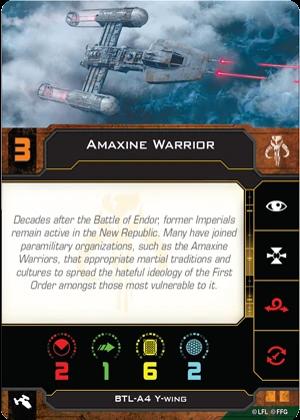 3
Amaxine Warrior
Decades after the Battle of Endor, former Imperials
remain active in the New Republic. Many have joined
paramilitary organizations, such as the Amaxine
Warriors, that appropriate martial traditions and
cultures to spread the hateful ideology of the First
Order amongst those most vulnerable to it.
2 1 6 2
BTL-A4 Y-wing
©LFL ©FFG